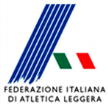 FEDERAZIONE ITALIANA
DI ATLETICA LEGGERA